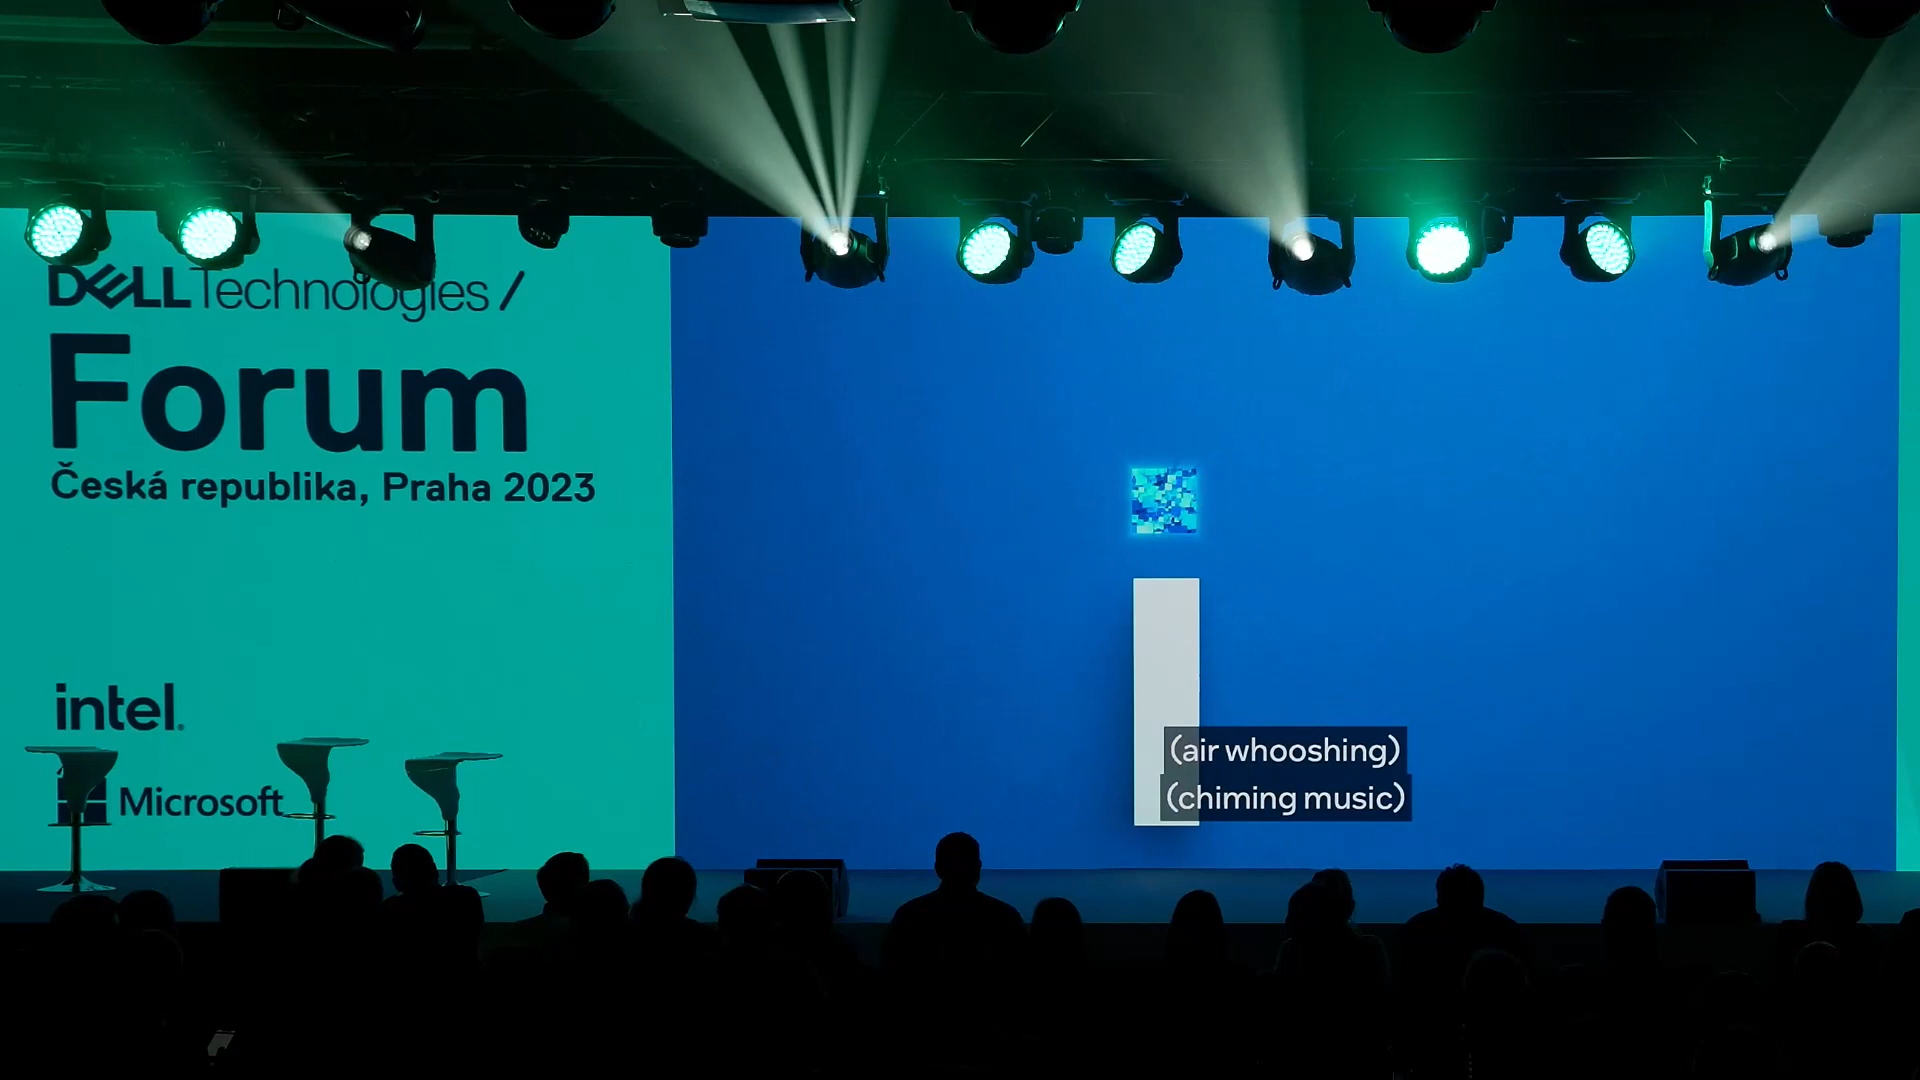 DELL Technologies /
Forum
Česká republika, Praha 2023
intel.
Microsoft
i
(air whooshing)
(chiming music)